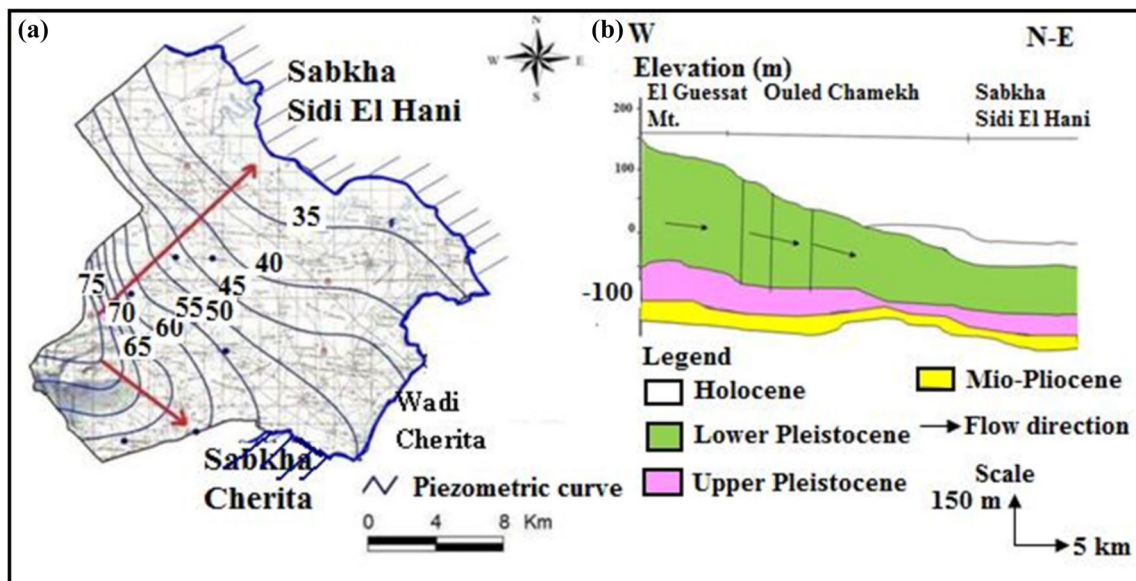 (a)
N
W E
S
Sabkha
Sidi El Hani
35
40
45
75
55
50
70
60
65
Wadi
Cherita
Sabkha
Cherita
Piezometric curve
0 4 8 Km
(b) W N-E
Elevation (m)
El Guessat Ouled Chamekh Sabkha
Mt. Sidi El Hani
200
100
0
-100
Legend
Holocene
Mio-Pliocene
Lower Pleistocene
Flow direction
Upper Pleistocene
Scale
150 m
5 km